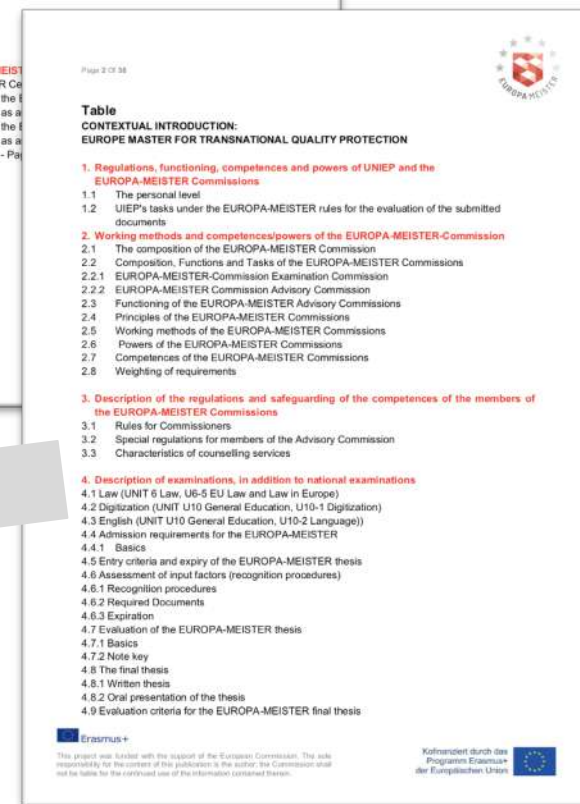 EIST
R Ce
the E
as a
the E
as a
- Pa
Page 2 Of 38
EUROPA-MEISTER
Table
CONTEXTUAL INTRODUCTION:
EUROPE MASTER FOR TRANSNATIONAL QUALITY PROTECTION
1. Regulations, functioning, competences and powers of UNIEP and the
EUROPA-MEISTER Commissions
1.1 The personal level
1.2 UIEP's tasks under the EUROPA-MEISTER rules for the evaluation of the submitted
documents
2. Working methods and competences/powers of the EUROPA-MEISTER-Commission
2.1 The composition of the EUROPA-MEISTER Commission
2.2 Composition, Functions and Tasks of the EUROPA-MEISTER Commissions
2.2.1 EUROPA-MEISTER-Commission Examination Commission
2.2.2 EUROPA-MEISTER Commission Advisory Commission
2.3 Functioning of the EUROPA-MEISTER Advisory Commissions
2.4 Principles of the EUROPA-MEISTER Commissions
2.5 Working methods of the EUROPA-MEISTER Commissions
2.6 Powers of the EUROPA-MEISTER Commissions
2.7 Competences of the EUROPA-MEISTER Commissions
2.8 Weighting of requirements
3. Description of the regulations and safeguarding of the competences of the members of
the EUROPA-MEISTER Commissions
3.1 Rules for Commissioners
3.2 Special regulations for members of the Advisory Commission
3.3 Characteristics of counselling services
4. Description of examinations, in addition to national examinations
4.1 Law (UNIT 6 Law, U6-5 EU Law and Law in Europe)
4.2 Digitization (UNIT U10 General Education, U10-1 Digitization)
4.3 English (UNIT U10 General Education, U10-2 Language))
4.4 Admission requirements for the EUROPA-MEISTER
4.4.1 Basics
4.5 Entry criteria and expiry of the EUROPA-MEISTER thesis
4.6 Assessment of input factors (recognition procedures)
4.6.1 Recognition procedures
4.6.2 Required Documents
4.6.3 Expiration
4.7 Evaluation of the EUROPA-MEISTER thesis
4.7.1 Basics
4.7.2 Note key
4.8 The final thesis
4.8.1 Written thesis
4.8.2 Oral presentation of the thesis
4.9 Evaluation criteria for the EUROPA-MEISTER final thesis
Erasmus+
This project was funded with the support of the European Commission. The sole
responsibility for the content of this publication is the author; the Commission shall
not be liable for the continued use of the information contained therein.
Kofinanziert durch das
Programm Erasmus+
der Europäischen Union